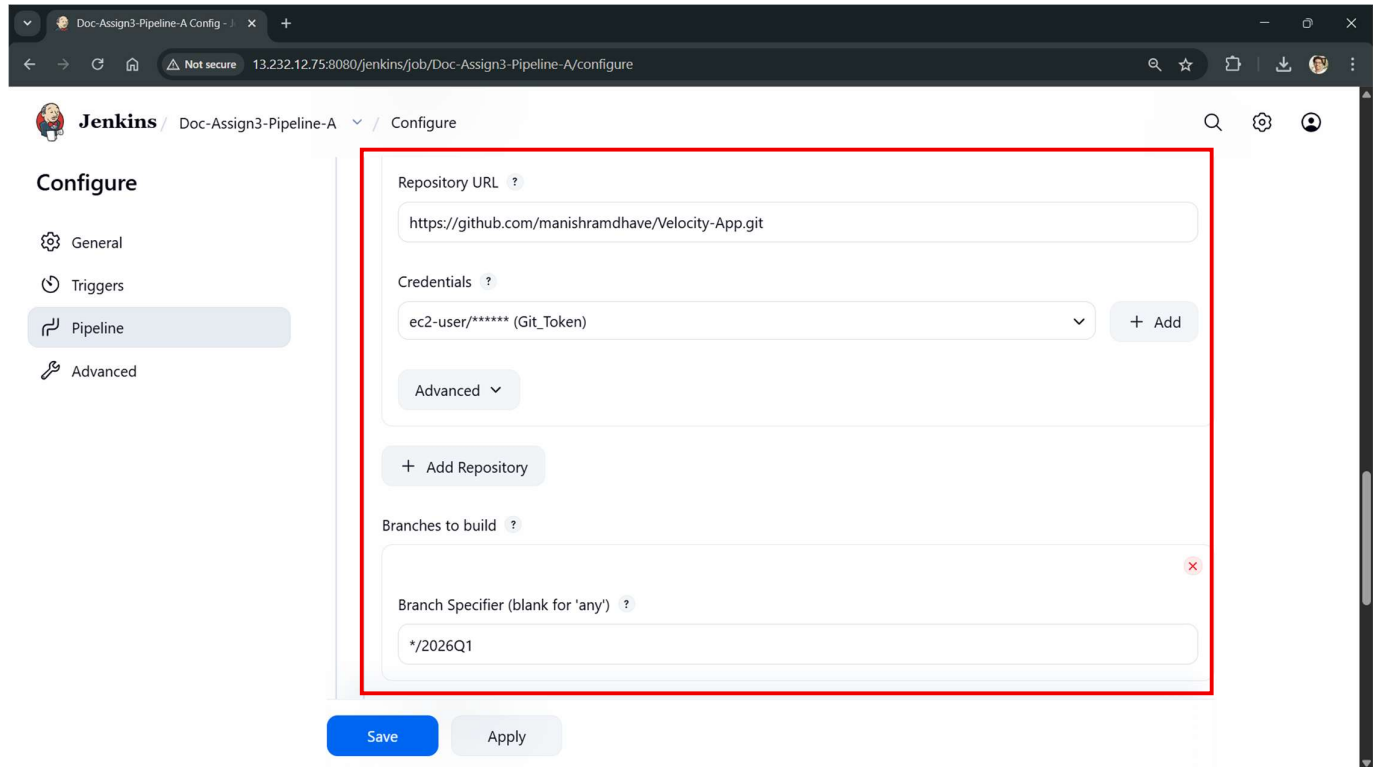 Doc-Assign3-Pipeline-A Config - J
Not secure 13.232.12.75:8080/jenkins/job/Doc-Assign3-Pipeline-A/configure
Jenkins / Doc-Assign3-Pipeline-A / Configure
Configure
General
Triggers
Pipeline
Advanced
Repository URL ?
https://github.com/manishramdhave/Velocity-App.git
Credentials ?
ec2-user/****** (Git_Token)
+ Add
Advanced
+ Add Repository
Branches to build ?
Branch Specifier (blank for 'any') ?
*/2026Q1
Save
Apply